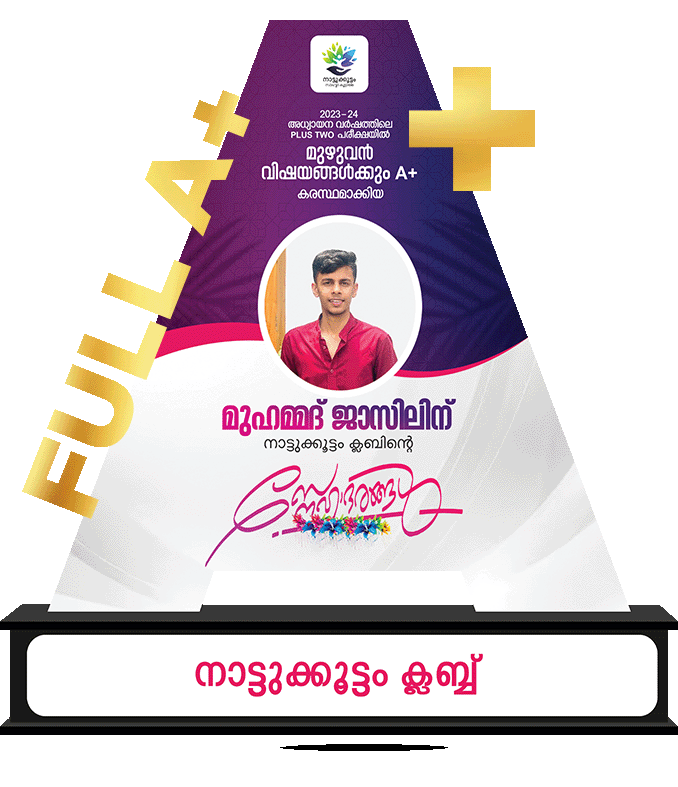 നാട്ടുക്കൂട്ടം
2023-24
അധ്യായന വർഷത്തിലെ
PLUS TWO പരീക്ഷയിൽ
മുഴുവൻ
വിഷയങ്ങൾക്കും A+
കരസ്ഥമാക്കിയ
FULL A+
മുഹമ്മദ് ജാസിലിന്
നാട്ടുക്കൂട്ടം ക്ലബിന്റെ
സ്നേഹാദരങ്ങൾ
നാട്ടുക്കൂട്ടം ക്ലബ്ബ്